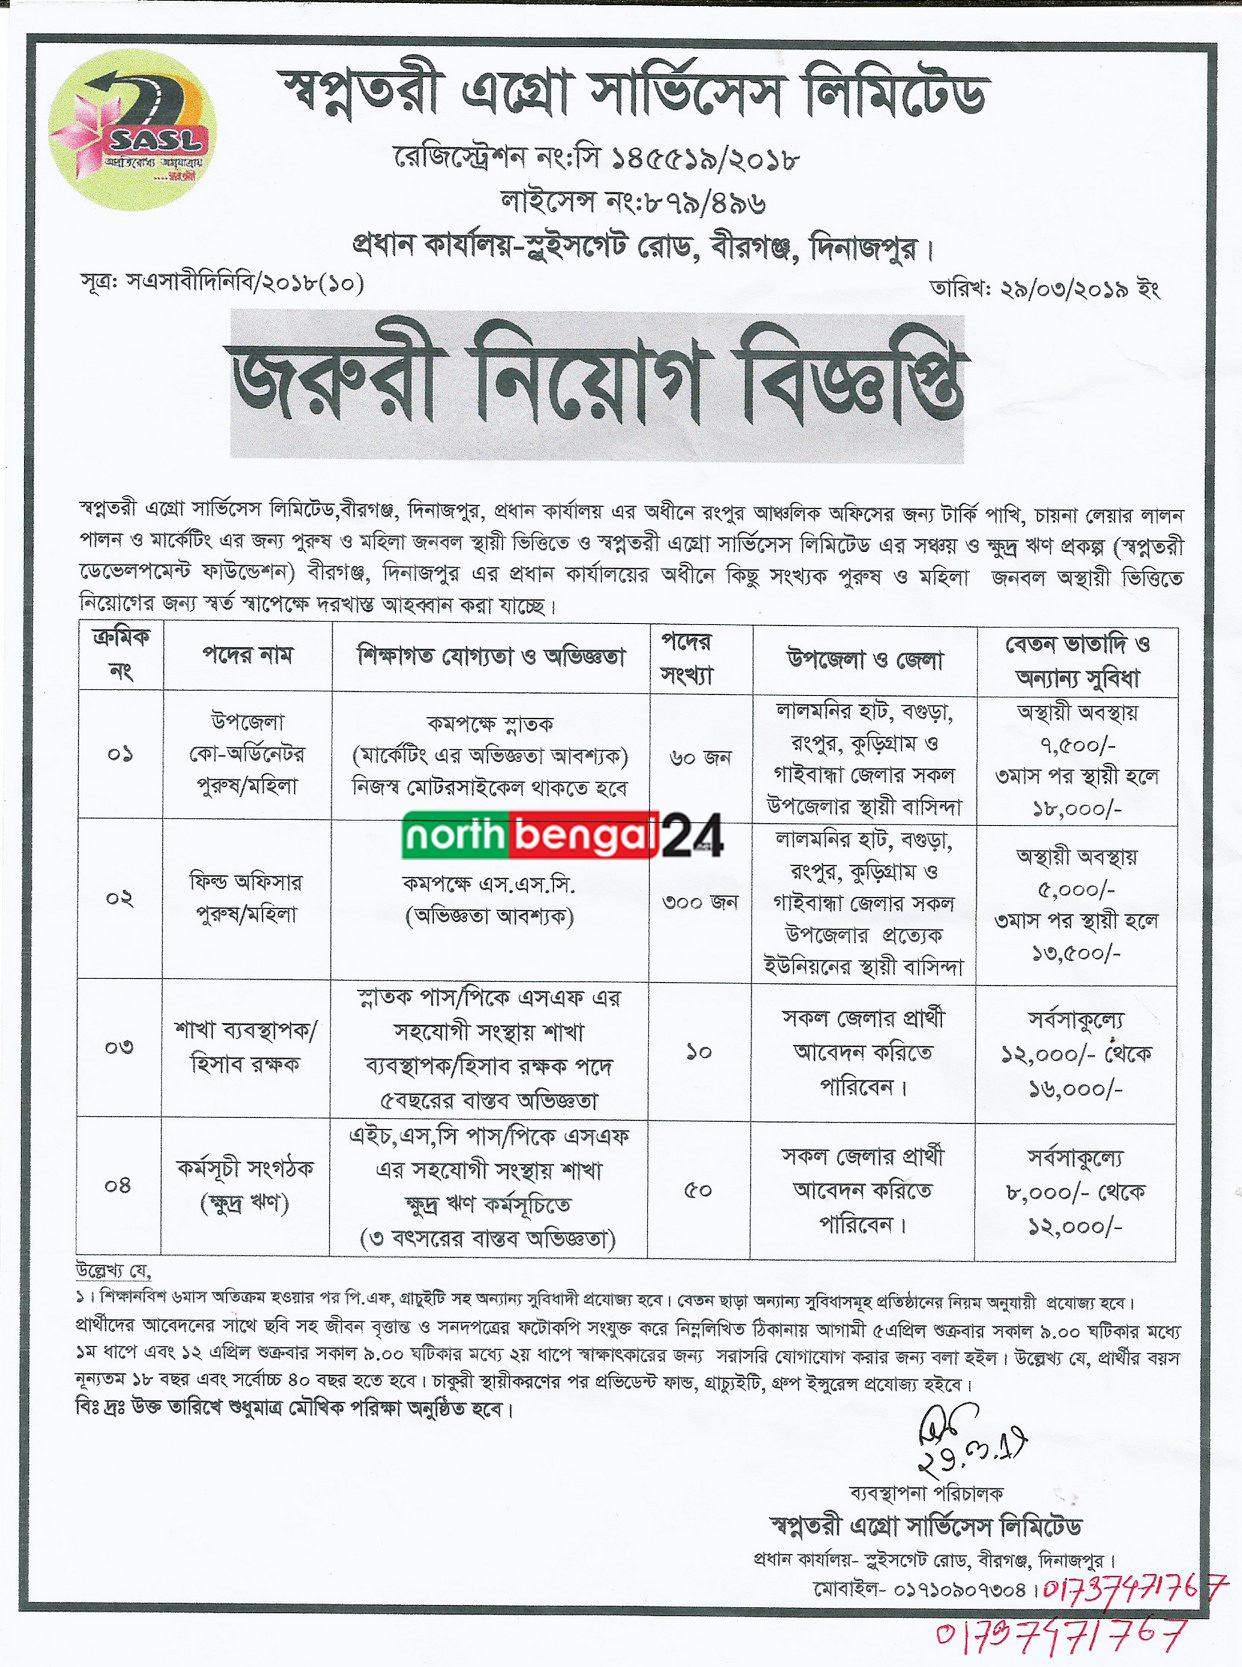 স্বপ্নতরী এগ্রো সার্ভিসেস লিমিটেড
SASL
রেজিস্ট্রেশন নং:সি ১৪৫৫১৯/২০১৮
লাইসেন্স নং:৮৭৯/৪৯৬
প্রধান কার্যালয়-স্লুইসগেট রোড, বীরগঞ্জ, দিনাজপুর।
সূত্র: সএসাবীদিনিবি/২০১৮(১০)
তারিখ: ২৯/০৩/২০১৯ ইং
জরুরী নিয়োগ বিজ্ঞপ্তি
স্বপ্নতরী এগ্রো সার্ভিসেস লিমিটেড,বীরগঞ্জ, দিনাজপুর, প্রধান কার্যালয় এর অধীনে রংপুর আঞ্চলিক অফিসের জন্য টার্কি পাখি, চায়না লেয়ার লালন
পালন ও মার্কেটিং এর জন্য পুরুষ ও মহিলা জনবল স্থায়ী ভিত্তিতে ও স্বপ্নতরী এগ্রো সার্ভিসেস লিমিটেড এর সঞ্চয় ও ক্ষুদ্র ঋণ প্রকল্প (স্বপ্নতরী
ডেভেলপমেন্ট ফাউন্ডেশন) বীরগঞ্জ, দিনাজপুর এর প্রধান কার্যালয়ের অধীনে কিছু সংখ্যক পুরুষ ও মহিলা জনবল অস্থায়ী ভিত্তিতে
নিয়োগের জন্য স্বর্ত স্বাপেক্ষে দরখাস্ত আহব্বান করা যাচ্ছে।
ক্রমিক
নং
পদের নাম
শিক্ষাগত যোগ্যতা ও অভিজ্ঞতা
পদের
সংখ্যা
উপজেলা ও জেলা
বেতন ভাতাদি ও
অন্যান্য সুবিধা
০১
উপজেলা
কো-অর্ডিনেটর
পুরুষ/মহিলা
কমপক্ষে স্নাতক
(মার্কেটিং এর অভিজ্ঞতা আবশ্যক)
নিজস্ব মোটরসাইকেল থাকতে হবে
৬০ জন
লালমনির হাট, বগুড়া,
রংপুর, কুড়িগ্রাম ও
গাইবান্ধা জেলার সকল
উপজেলার স্থায়ী বাসিন্দা
অস্থায়ী অবস্থায়
৭,৫০০/-
৩মাস পর স্থায়ী হলে
১৮,০০০/-
northbengal24
০২
ফিল্ড অফিসার
পুরুষ/মহিলা
কমপক্ষে এস.এস.সি.
(অভিজ্ঞতা আবশ্যক)
৩০০ জন
লালমনির হাট, বগুড়া,
রংপুর, কুড়িগ্রাম ও
গাইবান্ধা জেলার সকল
উপজেলার প্রত্যেক
ইউনিয়নের স্থায়ী বাসিন্দা
অস্থায়ী অবস্থায়
৫,০০০/-
৩মাস পর স্থায়ী হলে
১৩,৫০০/-
০৩
শাখা ব্যবস্থাপক/
হিসাব রক্ষক
স্নাতক পাস/পিকে এসএফ এর
সহযোগী সংস্থায় শাখা
ব্যবস্থাপক/হিসাব রক্ষক পদে
৫বছরের বাস্তব অভিজ্ঞতা
১০
সকল জেলার প্রার্থী
আবেদন করিতে
পারিবেন।
সর্বসাকুল্যে
১২,০০০/- থেকে
১৬,০০০/-
০৪
কর্মসূচী সংগঠক
(ক্ষুদ্র ঋণ)
এইচ,এস,সি পাস/পিকে এসএফ
এর সহযোগী সংস্থায় শাখা
ক্ষুদ্র ঋণ কর্মসূচিতে
(৩ বৎসরের বাস্তব অভিজ্ঞতা)
৫০
সকল জেলার প্রার্থী
আবেদন করিতে
পারিবেন।
সর্বসাকুল্যে
৮,০০০/- থেকে
১২,০০০/-
উল্লেখ্য যে,
১। শিক্ষানবিশ ৬মাস অতিক্রম হওয়ার পর পি.এফ, গ্রাচুইটি সহ অন্যান্য সুবিধাদী প্রযোজ্য হবে। বেতন ছাড়া অন্যান্য সুবিধাসমূহ প্রতিষ্ঠানের নিয়ম অনুযায়ী প্রযোজ্য হবে।
প্রার্থীদের আবেদনের সাথে ছবি সহ জীবন বৃত্তান্ত ও সনদপত্রের ফটোকপি সংযুক্ত করে নিম্নলিখিত ঠিকানায় আগামী ৫এপ্রিল শুক্রবার সকাল ৯.০০ ঘটিকার মধ্যে
১ম ধাপে এবং ১২ এপ্রিল শুক্রবার সকাল ৯.০০ ঘটিকার মধ্যে ২য় ধাপে স্বাক্ষাৎকারের জন্য সরাসরি যোগাযোগ করার জন্য বলা হইল। উল্লেখ্য যে, প্রার্থীর বয়স
নূন্যতম ১৮ বছর এবং সর্বোচ্চ ৪০ বছর হতে হবে। চাকুরী স্থায়ীকরণের পর প্রভিডেন্ট ফান্ড, গ্রাচ্যুইটি, গ্রুপ ইন্সুরেন্স প্রযোজ্য হইবে।
বিঃ দ্রঃ উক্ত তারিখে শুধুমাত্র মৌখিক পরিক্ষা অনুষ্ঠিত হবে।
২৯.৩.১৯
ব্যবস্থাপনা পরিচালক
স্বপ্নতরী এগ্রো সার্ভিসেস লিমিটেড
প্রধান কার্যালয়- স্লুইসগেট রোড, বীরগঞ্জ, দিনাজপুর।
মোবাইল- ০১৭১০৯০৭৩০৪। 01737471767
01737471767